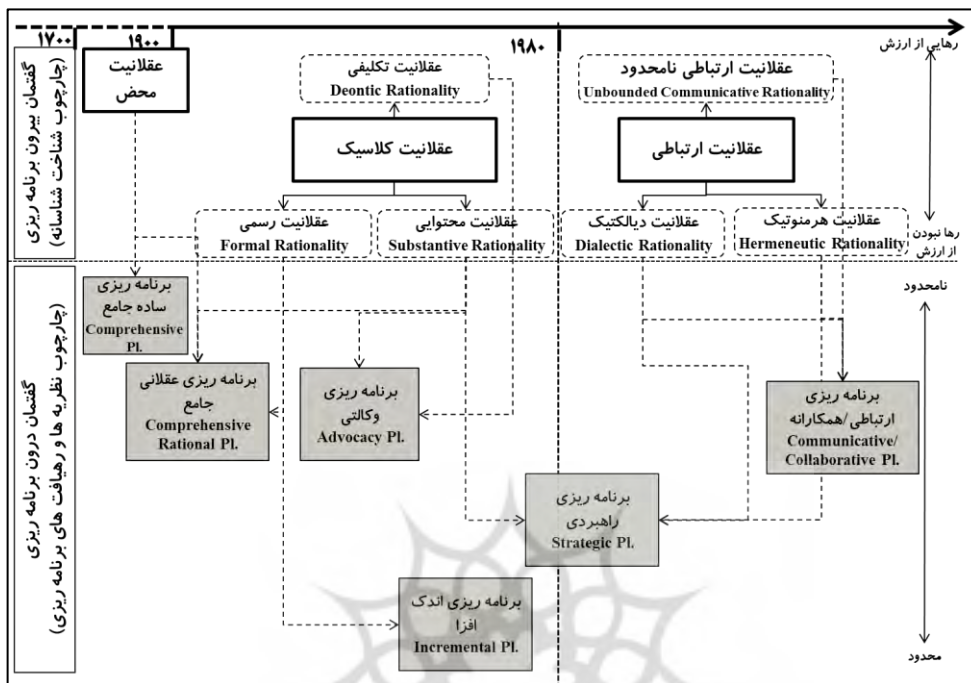 ۱۷۰۰
۱۹۰۰
۱۹۸۰
رهایی از ارزش
رها نبودن
از ارزش
نامحدود
محدود
گفتمان بیرون برنامه ریزی
(چارچوب شناخت شناسانه)
گفتمان درون برنامه ریزی
(چارچوب نظریه ها و رهیافت های برنامه ریزی)
عقلانیت
محض
عقلانیت تکلیفی
Deontic Rationality
عقلانیت کلاسیک
عقلانیت رسمی
Formal Rationality
عقلانیت محتوایی
Substantive Rationality
عقلانیت ارتباطی نامحدود
Unbounded Communicative Rationality
عقلانیت ارتباطی
عقلانیت دیالکتیک
Dialectic Rationality
عقلانیت هرمنوتیک
Hermeneutic Rationality
برنامه ریزی
ساده جامع
Comprehensive
Pl.
برنامه ریزی عقلانی
جامع
Comprehensive
Rational Pl.
برنامه ریزی
وکالتی
Advocacy Pl.
برنامه ریزی
ارتباطی/همکارانه
Communicative/
Collaborative Pl.
برنامه ریزی
راهبردی
Strategic Pl.
برنامه ریزی اندک
افزا
Incremental Pl.